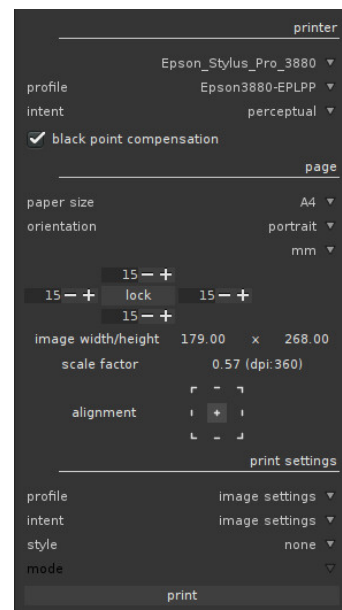 printer
Epson_Stylus_Pro_3880
profile Epson3880-EPLPP
intent perceptual
black point compensation
page
paper size A4
orientation portrait
mm
15 − +
15 − + lock 15 − +
15 − +
image width/height 179.00 x 268.00
scale factor 0.57 (dpi:360)
alignment
print settings
profile image settings
intent image settings
style none
mode
print